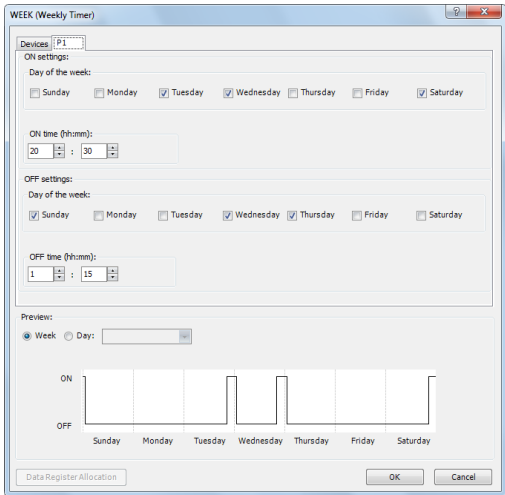 WEEK (Weekly Timer)
Devices P1
ON settings:
Day of the week:
Sunday Monday Tuesday Wednesday Thursday Friday Saturday
ON time (hh:mm):
20 : 30
OFF settings:
Day of the week:
Sunday Monday Tuesday Wednesday Thursday Friday Saturday
OFF time (hh:mm):
1 : 15
Preview:
Week Day:
ON
OFF
Sunday Monday Tuesday Wednesday Thursday Friday Saturday
Data Register Allocation OK Cancel